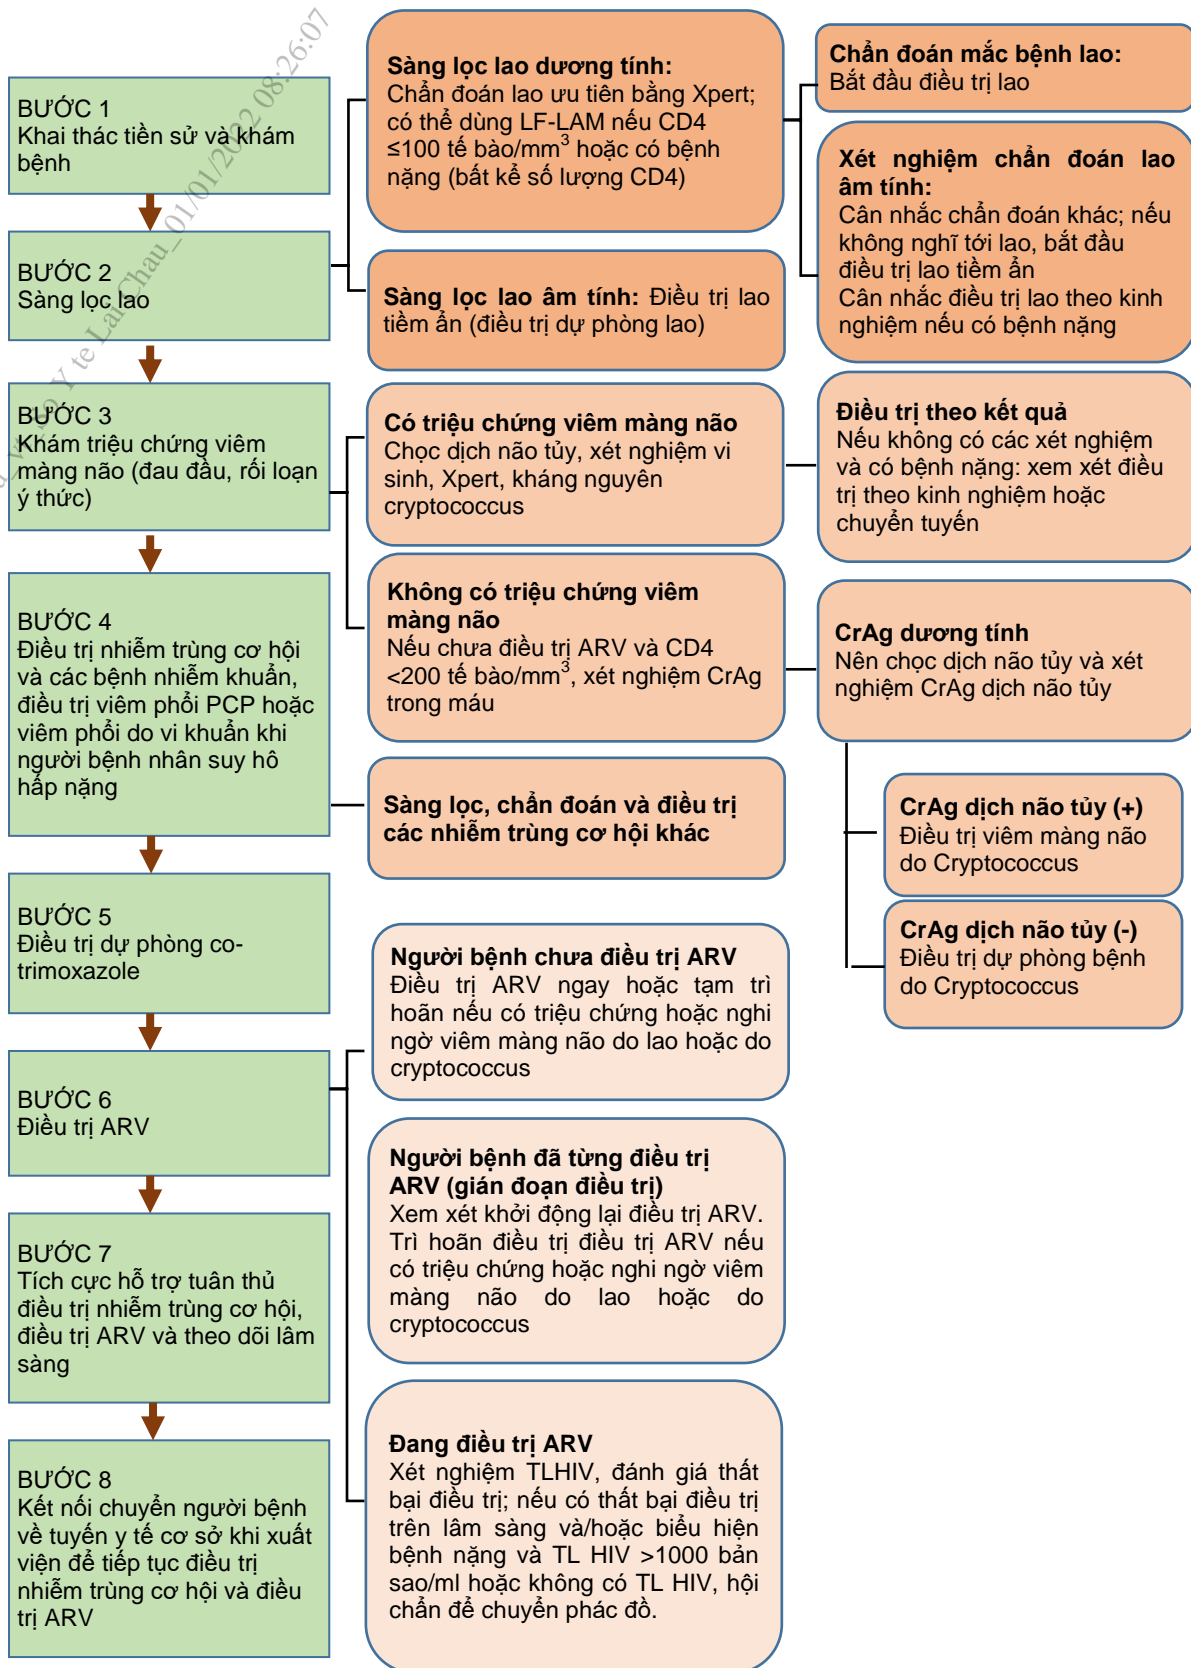 BƯỚC 1
Khai thác tiền sử và khám
bệnh
BƯỚC 2
Sàng lọc lao
BƯỚC 3
Khám triệu chứng viêm
màng não (đau đầu, rối loạn
ý thức)
BƯỚC 4
Điều trị nhiễm trùng cơ hội
và các bệnh nhiễm khuẩn,
điều trị viêm phổi PCP hoặc
viêm phổi do vi khuẩn khi
người bệnh nhân suy hô
hấp nặng
BƯỚC 5
Điều trị dự phòng co-
trimoxazole
BƯỚC 6
Điều trị ARV
BƯỚC 7
Tích cực hỗ trợ tuân thủ
điều trị nhiễm trùng cơ hội,
điều trị ARV và theo dõi lâm
sàng
BƯỚC 8
Kết nối chuyển người bệnh
về tuyến y tế cơ sở khi xuất
viện để tiếp tục điều trị
nhiễm trùng cơ hội và điều
trị ARV
Sàng lọc lao dương tính:
Chẩn đoán lao ưu tiên bằng Xpert;
có thể dùng LF-LAM nếu CD4
≤100 tế bào/mm³ hoặc có bệnh
nặng (bất kể số lượng CD4)
Sàng lọc lao âm tính: Điều trị lao
tiềm ẩn (điều trị dự phòng lao)
Có triệu chứng viêm màng não
Chọc dịch não tủy, xét nghiệm vi
sinh, Xpert, kháng nguyên
cryptococcus
Không có triệu chứng viêm
màng não
Nếu chưa điều trị ARV và CD4
<200 tế bào/mm³, xét nghiệm CrAg
trong máu
Sàng lọc, chẩn đoán và điều trị
các nhiễm trùng cơ hội khác
Người bệnh chưa điều trị ARV
Điều trị ARV ngay hoặc tạm trì
hoãn nếu có triệu chứng hoặc nghi
ngờ viêm màng não do lao hoặc do
cryptococcus
Người bệnh đã từng điều trị
ARV (gián đoạn điều trị)
Xem xét khởi động lại điều trị ARV.
Trì hoãn điều trị điều trị ARV nếu
có triệu chứng hoặc nghi ngờ viêm
màng não do lao hoặc do
cryptococcus
Đang điều trị ARV
Xét nghiệm TLHIV, đánh giá thất
bại điều trị; nếu có thất bại điều trị
trên lâm sàng và/hoặc biểu hiện
bệnh nặng và TL HIV >1000 bản
sao/ml hoặc không có TL HIV, hội
chẩn để chuyển phác đồ.
Chẩn đoán mắc bệnh lao:
Bắt đầu điều trị lao
Xét nghiệm chẩn đoán lao
âm tính:
Cân nhắc chẩn đoán khác; nếu
không nghĩ tới lao, bắt đầu
điều trị lao tiềm ẩn
Cân nhắc điều trị lao theo kinh
nghiệm nếu có bệnh nặng
Điều trị theo kết quả
Nếu không có các xét nghiệm
và có bệnh nặng: xem xét điều
trị theo kinh nghiệm hoặc
chuyển tuyến
CrAg dương tính
Nên chọc dịch não tủy và xét
nghiệm CrAg dịch não tủy
CrAg dịch não tủy (+)
Điều trị viêm màng não
do Cryptococcus
CrAg dịch não tủy (-)
Điều trị dự phòng bệnh
do Cryptococcus
Y te Lai Chau_01/01/2022 08:26:07